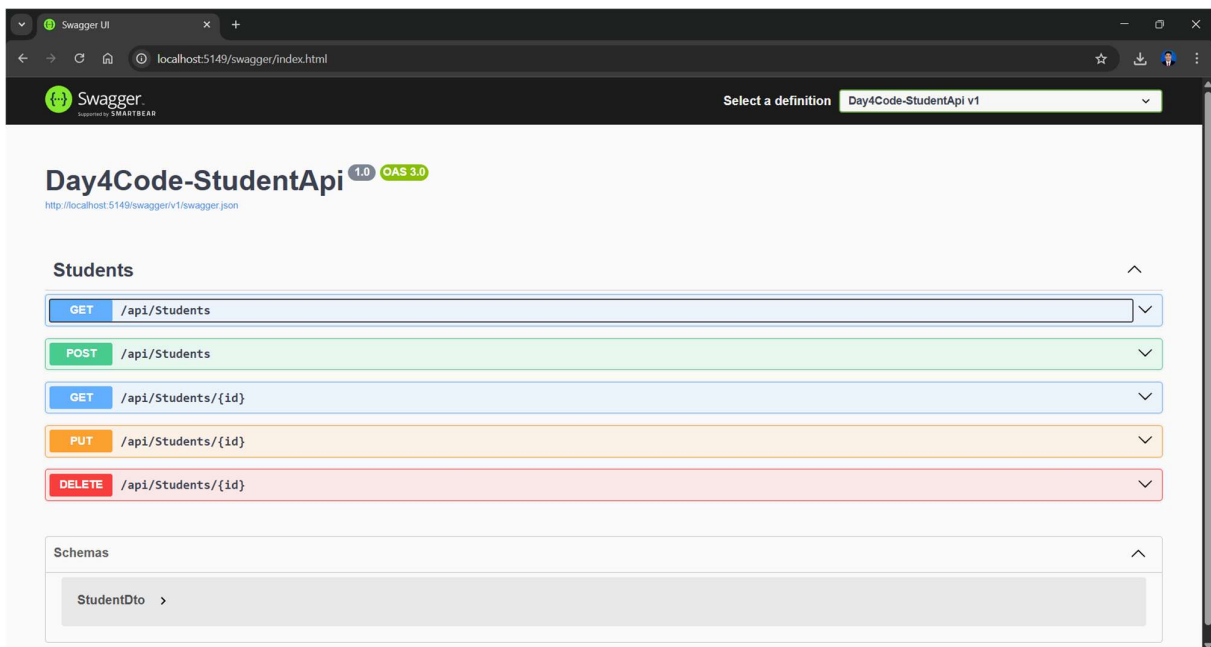 Swagger UI
localhost:5149/swagger/index.html
Swagger.
Supported by SMARTBEAR
Select a definition
Day4Code-StudentApi v1
Day4Code-StudentApi 1.0 OAS 3.0
http://localhost:5149/swagger/v1/swagger.json
Students
GET /api/Students
POST /api/Students
GET /api/Students/{id}
PUT /api/Students/{id}
DELETE /api/Students/{id}
Schemas
StudentDto